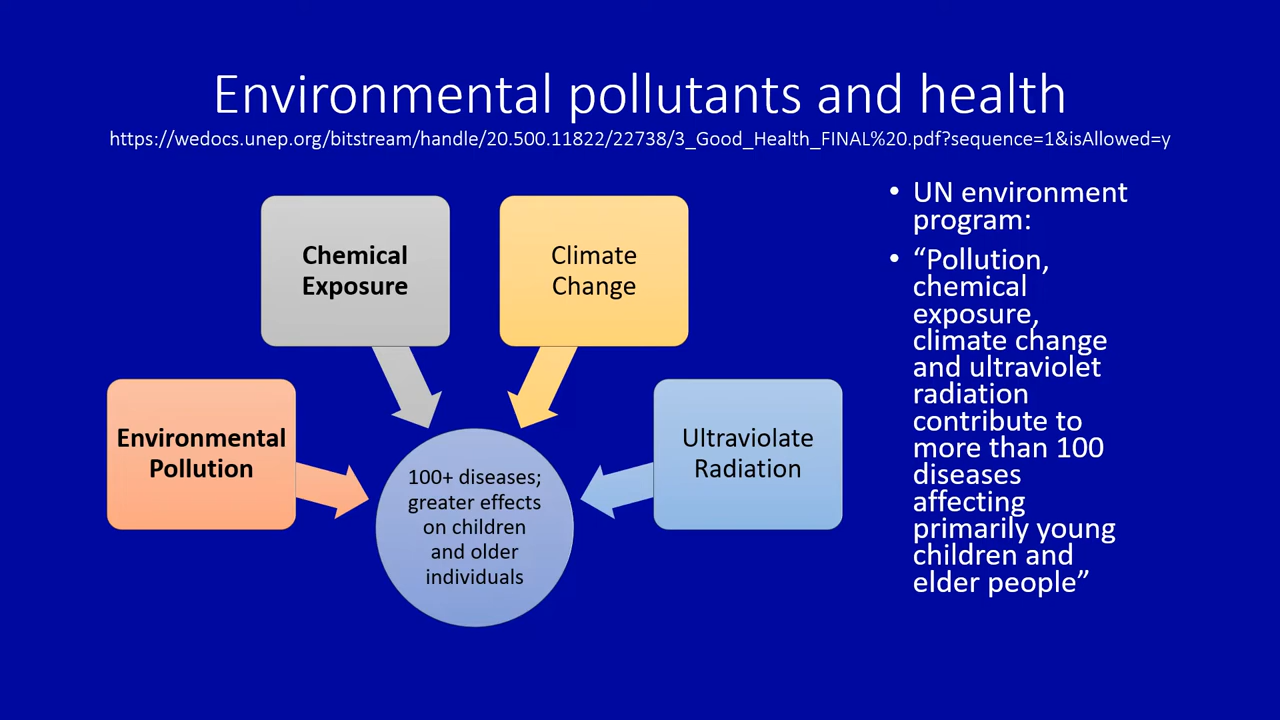 Environmental pollutants and health
https://wedocs.unep.org/bitstream/handle/20.500.11822/22738/3_Good_Health_FINAL%20.pdf?sequence=1&isAllowed=y
Chemical
Exposure
Climate
Change
Environmental
Pollution
Ultraviolate
Radiation
100+ diseases;
greater effects
on children
and older
individuals
• UN environment
program:
• “Pollution,
chemical
exposure,
climate change
and ultraviolet
radiation
contribute to
more than 100
diseases
affecting
primarily young
children and
elder people”